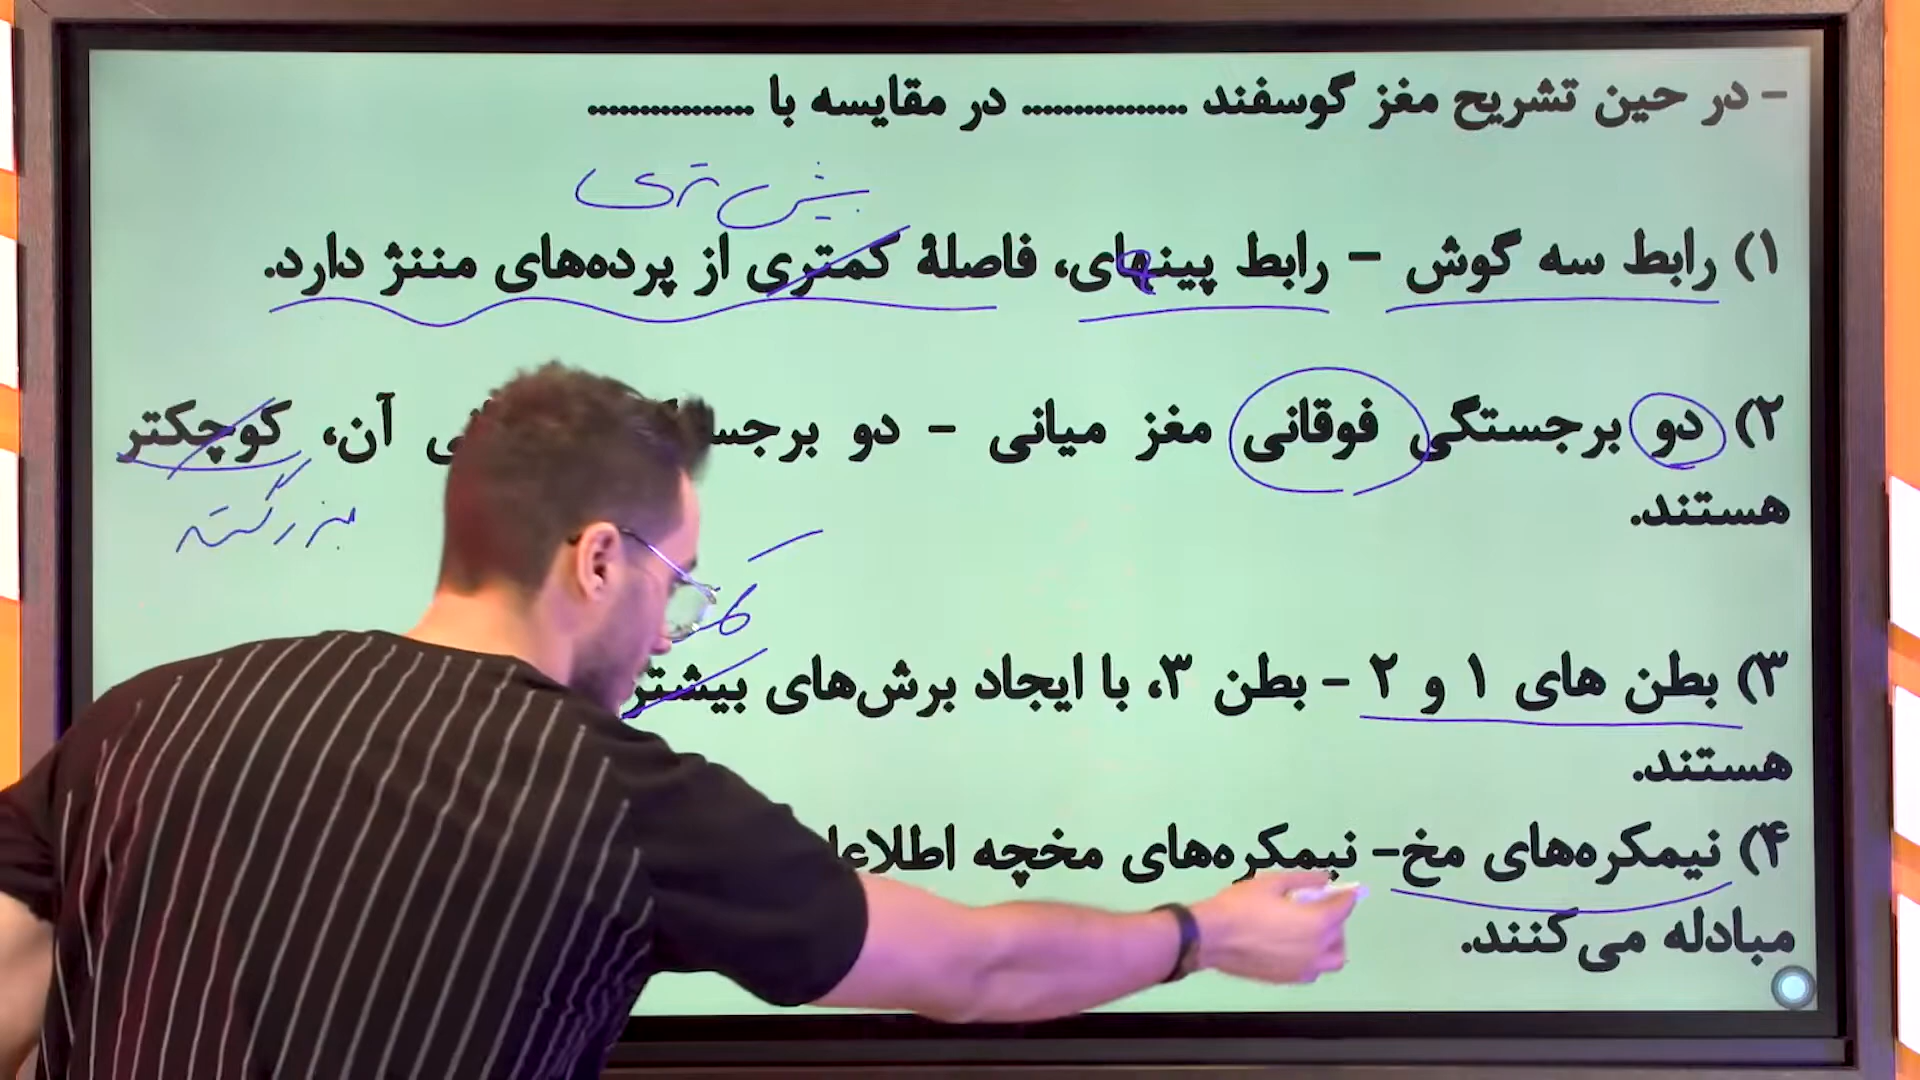 - در حین تشریح مغز گوسفند ................ در مقایسه با ................
بیش تری
۱) رابط سه گوش - رابط پینه‌ای، فاصلهٔ کمتری از پرده‌های مننژ دارد.
۲) دو برجستگی فوقانی مغز میانی - دو آن، کوچکتر
هستند.
بزرگتر
۳) بطن های ۱ و ۲ - بطن ۳، با ایجاد برش‌های بیشتر
هستند.
۴) نیمکره‌های مخ- نیمکره‌های مخچه
مبادله می‌کنند.